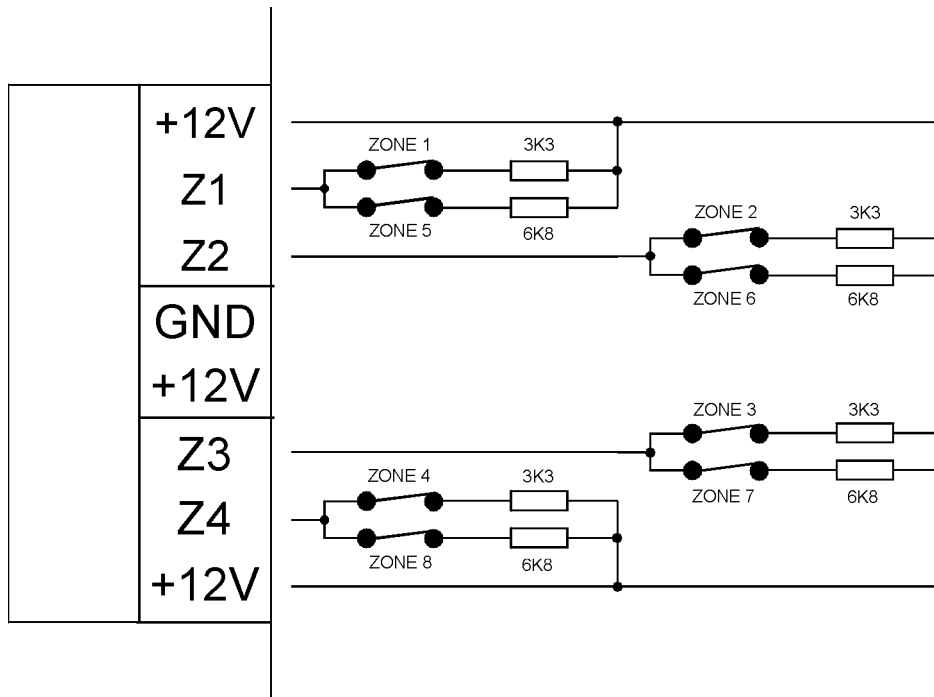 +12V
Z1
Z2
GND
+12V
Z3
Z4
+12V
ZONE 1
3K3
ZONE 5
6K8
ZONE 2
3K3
ZONE 6
6K8
ZONE 3
3K3
ZONE 7
6K8
ZONE 4
3K3
ZONE 8
6K8